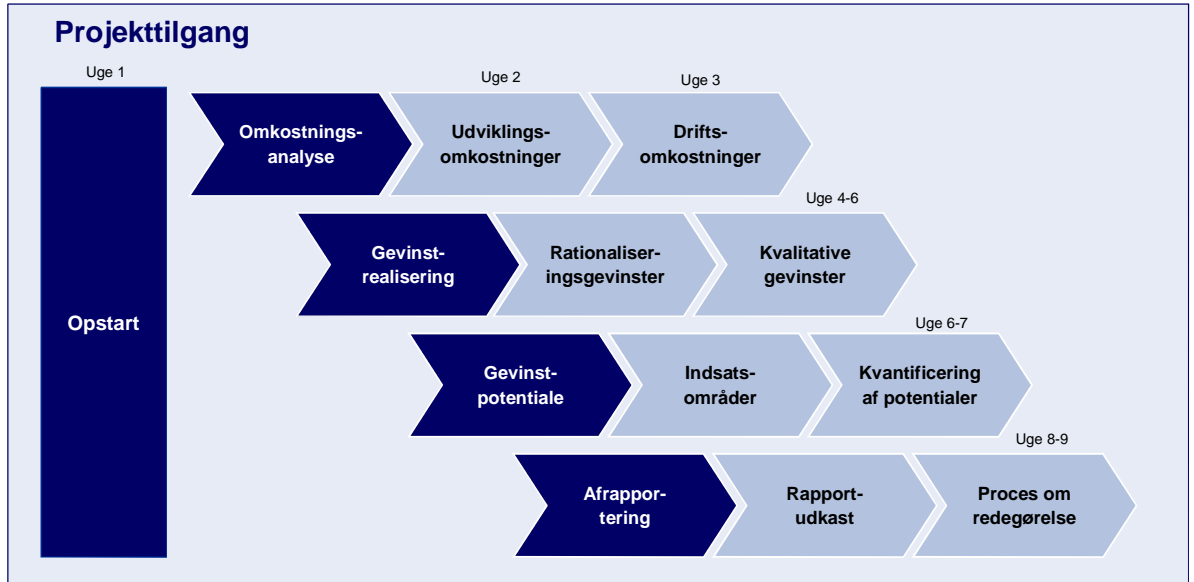 Projekttilgang
Uge 1
Opstart
Uge 2
Uge 3
Omkostnings-
analyse
Udviklings-
omkostninger
Drifts-
omkostninger
Uge 4-6
Gevinst-
realisering
Rationaliser-
ingsgevinster
Kvalitative
gevinster
Uge 6-7
Gevinst-
potentiale
Indsats-
områder
Kvantificering
af potentialer
Uge 8-9
Afrappor-
tering
Rapport-
udkast
Proces om
redegørelse